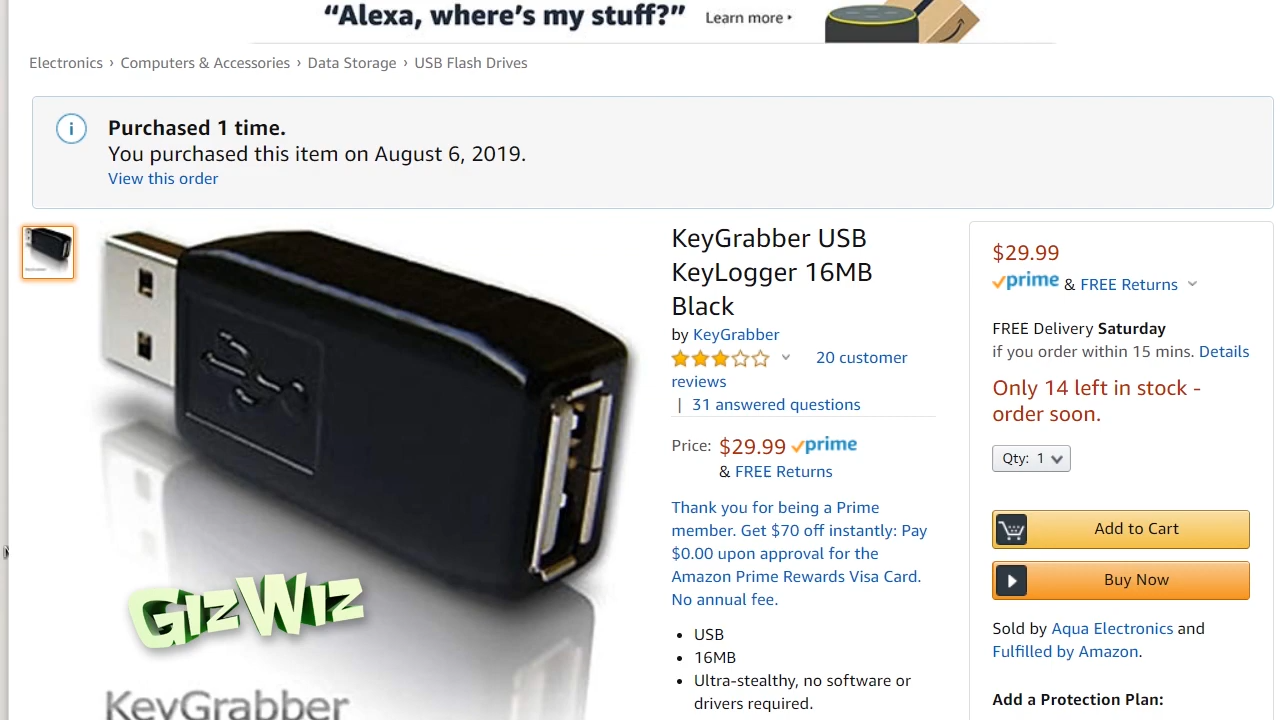 “Alexa, where’s my stuff?” Learn more
Electronics › Computers & Accessories › Data Storage › USB Flash Drives
Purchased 1 time.
You purchased this item on August 6, 2019.
View this order
KeyGrabber USB
KeyLogger 16MB
Black
by KeyGrabber
20 customer
reviews
| 31 answered questions
Price: $29.99 prime
& FREE Returns
Thank you for being a Prime
member. Get $70 off instantly: Pay
$0.00 upon approval for the
Amazon Prime Rewards Visa Card.
No annual fee.
• USB
• 16MB
• Ultra-stealthy, no software or
drivers required.
GIZWIZ
KeyGrabber
$29.99
prime & FREE Returns
FREE Delivery Saturday
if you order within 15 mins. Details
Only 14 left in stock -
order soon.
Qty: 1
Add to Cart
Buy Now
Sold by Aqua Electronics and
Fulfilled by Amazon.
Add a Protection Plan: